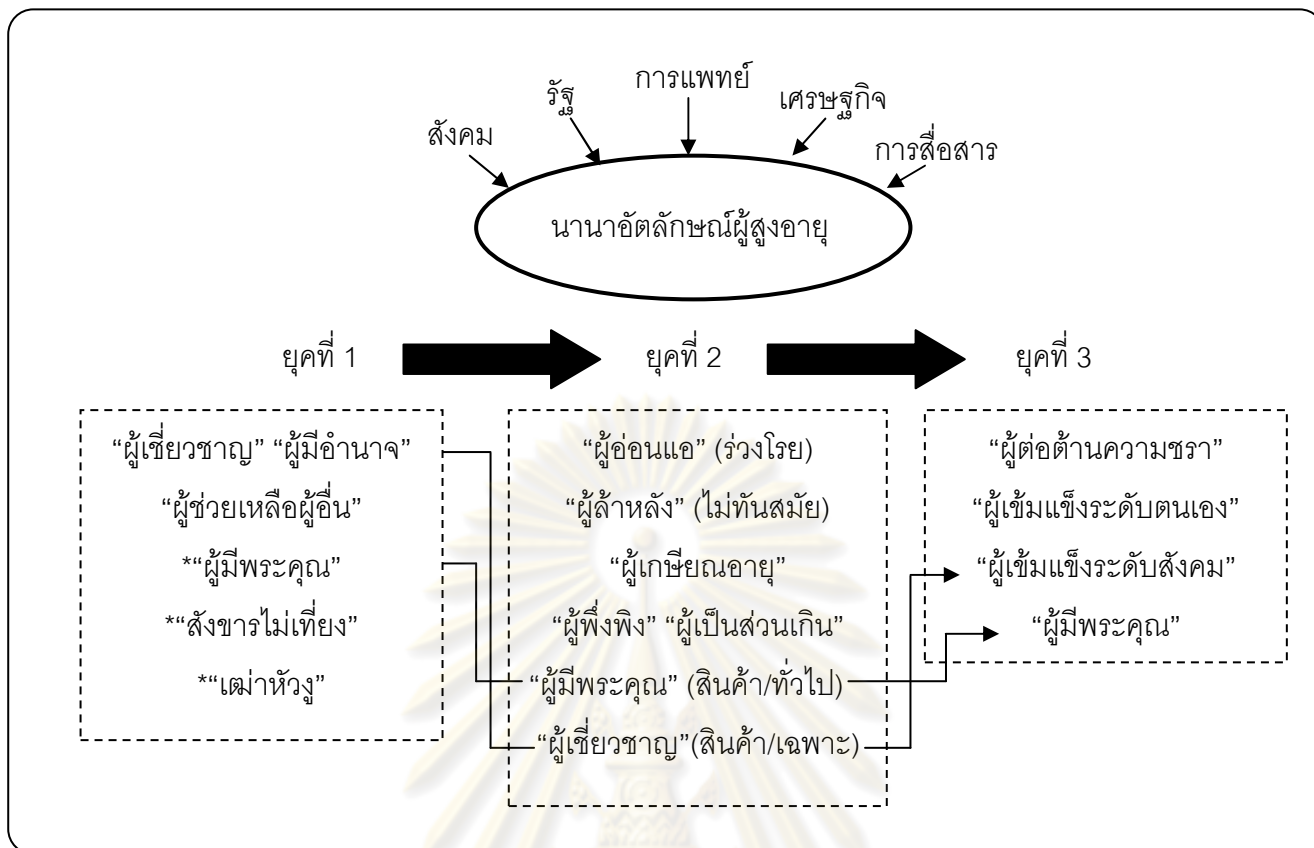 การแพทย์
รัฐ
เศรษฐกิจ
สังคม
การสื่อสาร
นานาอัตลักษณ์ผู้สูงอายุ
ยุคที่ 1
ยุคที่ 2
ยุคที่ 3
“ผู้เชี่ยวชาญ” “ผู้มีอำนาจ”
“ผู้ช่วยเหลือผู้อื่น”
*“ผู้มีพระคุณ”
*“สังขารไม่เที่ยง”
*“เฒ่าหัวงู”
“ผู้อ่อนแอ” (ร่วงโรย)
“ผู้ล้าหลัง” (ไม่ทันสมัย)
“ผู้เกษียณอายุ”
“ผู้พึ่งพิง” “ผู้เป็นส่วนเกิน”
“ผู้มีพระคุณ” (สินค้า/ทั่วไป)
“ผู้เชี่ยวชาญ”(สินค้า/เฉพาะ)
“ผู้ต่อต้านความชรา”
“ผู้เข้มแข็งระดับตนเอง”
“ผู้เข้มแข็งระดับสังคม”
“ผู้มีพระคุณ”